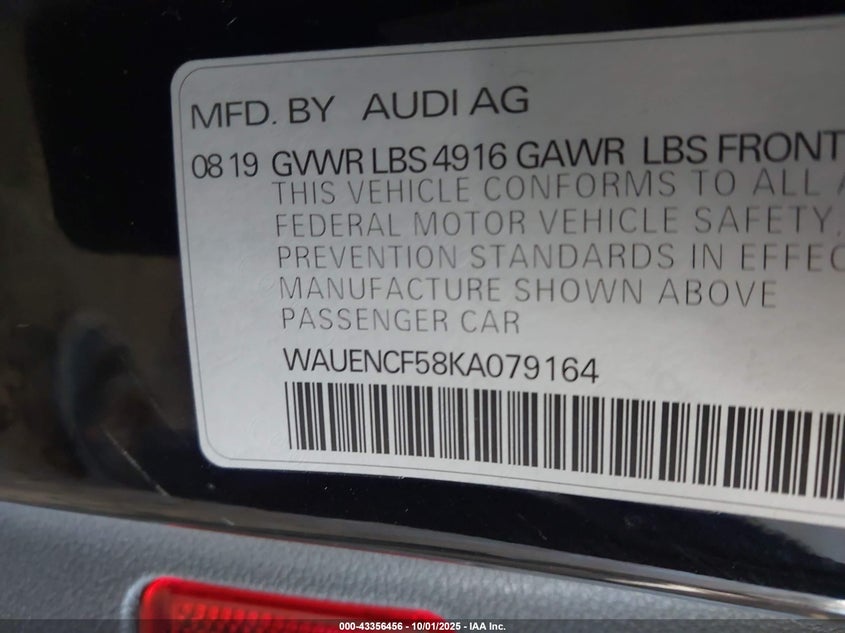 MFD. BY AUDI AG
08 19 GVWR LBS 4916 GAWR LBS FRONT
THIS VEHICLE CONFORMS TO ALL A
FEDERAL MOTOR VEHICLE SAFETY,
PREVENTION STANDARDS IN EFFEC
MANUFACTURE SHOWN ABOVE
PASSENGER CAR
WAUENCF58KA079164
000-43356456 - 10/01/2025 - IAA Inc.